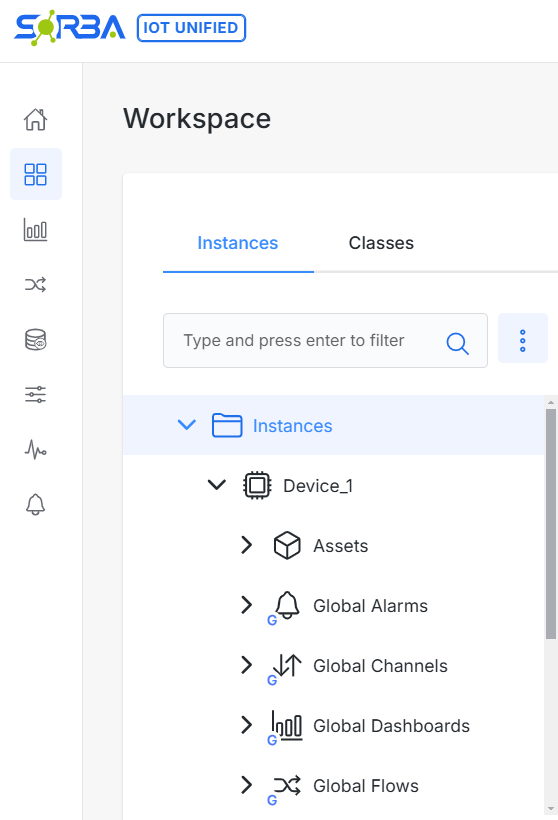 SORBA IOT UNIFIED
Workspace
Instances Classes
Type and press enter to filter
Instances
Device_1
Assets
G Global Alarms
G Global Channels
G Global Dashboards
G Global Flows